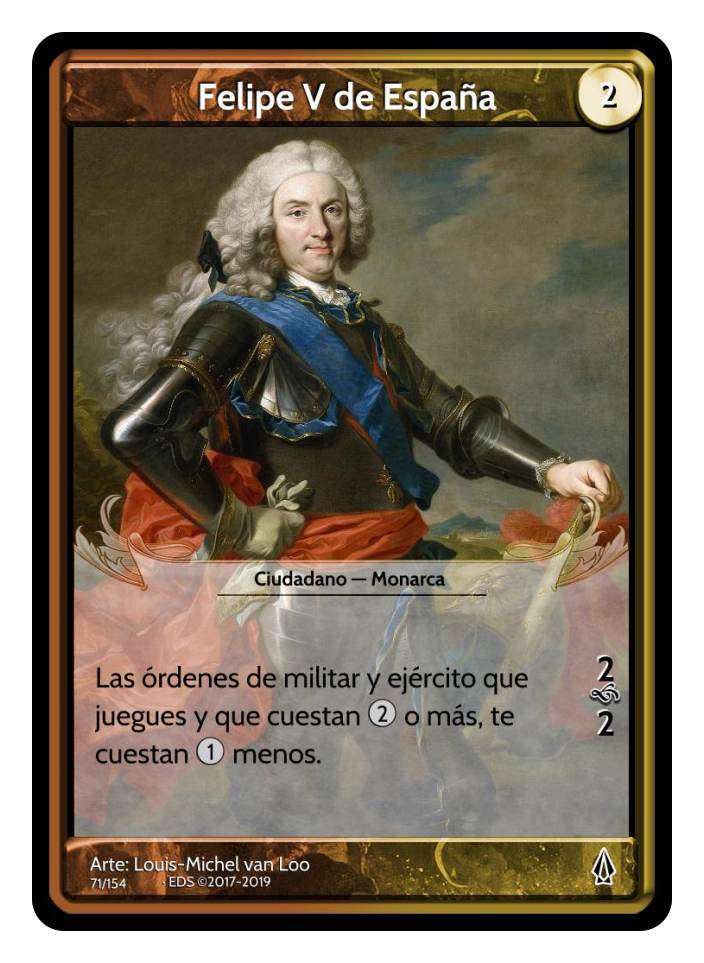 Felipe V de España
2
Ciudadano — Monarca
Las órdenes de militar y ejército que
juegues y que cuestan 2 o más, te
cuestan 1 menos.
2
2
Arte: Louis-Michel van Loo
71/154 · EDS ©2017-2019